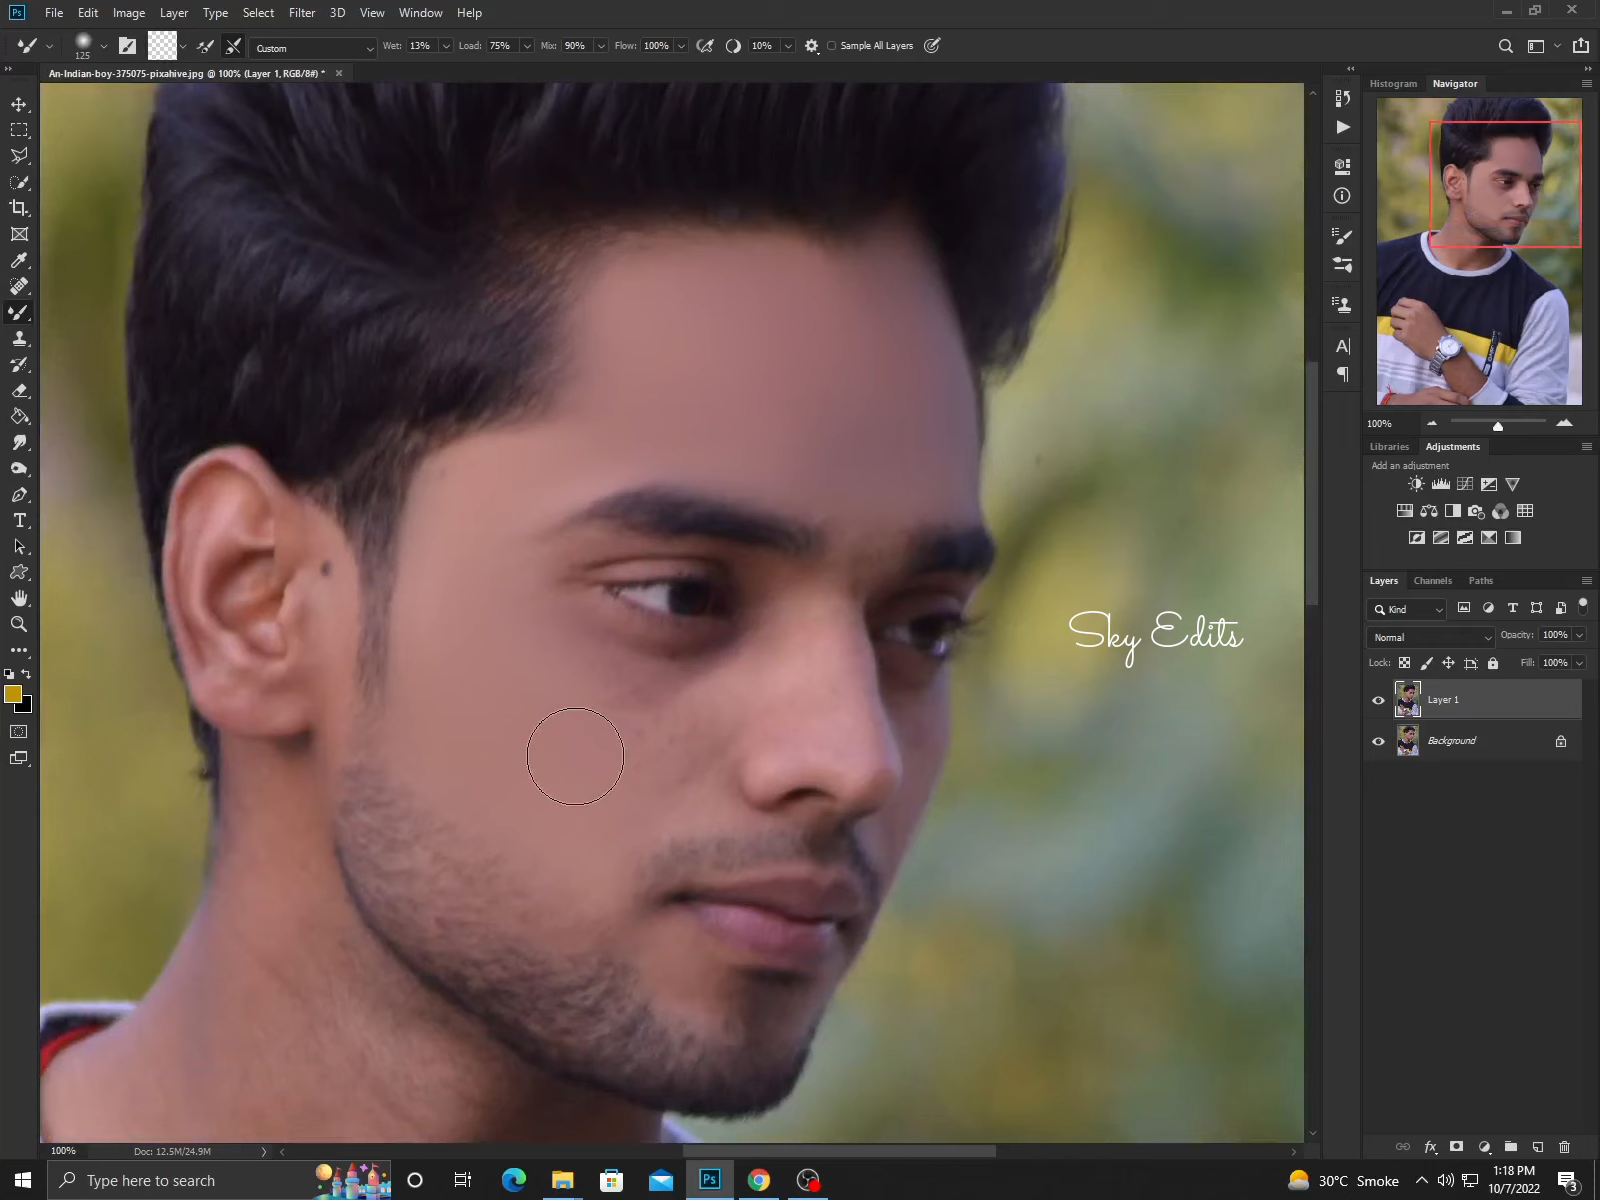 Ps File Edit Image Layer Type Select Filter 3D View Window Help
125 Custom Wet: 13% Load: 75% Mix: 90% Flow: 100% 10% Sample All Layers
An-Indian-boy-375075-pixahive.jpg @ 100% (Layer 1, RGB/8#) *
Histogram Navigator
100%
Libraries Adjustments
Add an adjustment
Layers Channels Paths
Kind
Normal Opacity: 100%
Lock: Fill: 100%
Layer 1
Background
Sky Edits
100% Doc: 12.5M/24.9M
Type here to search
Ps
30°C Smoke
1:18 PM
10/7/2022
3